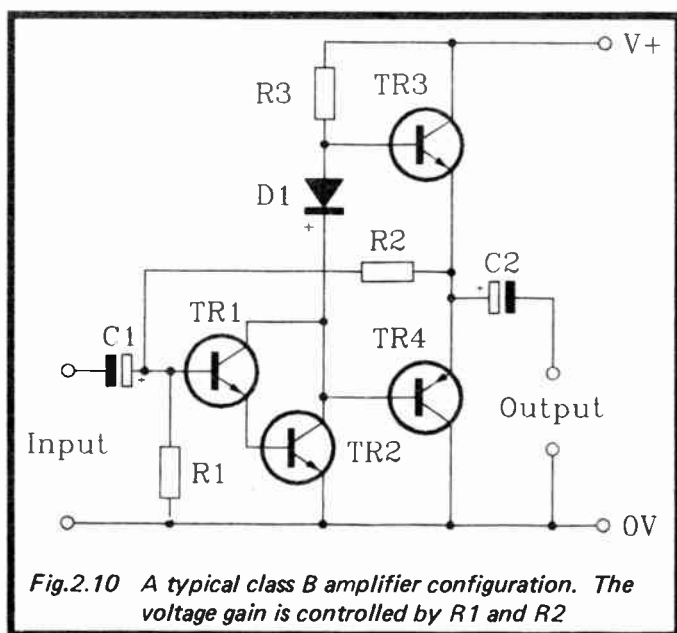 V+
R3
TR3
D1
+
R2
C2
+
TR1
C1
+
TR4
Input
R1
TR2
Output
0V
Fig.2.10 A typical class B amplifier configuration. The
voltage gain is controlled by R1 and R2